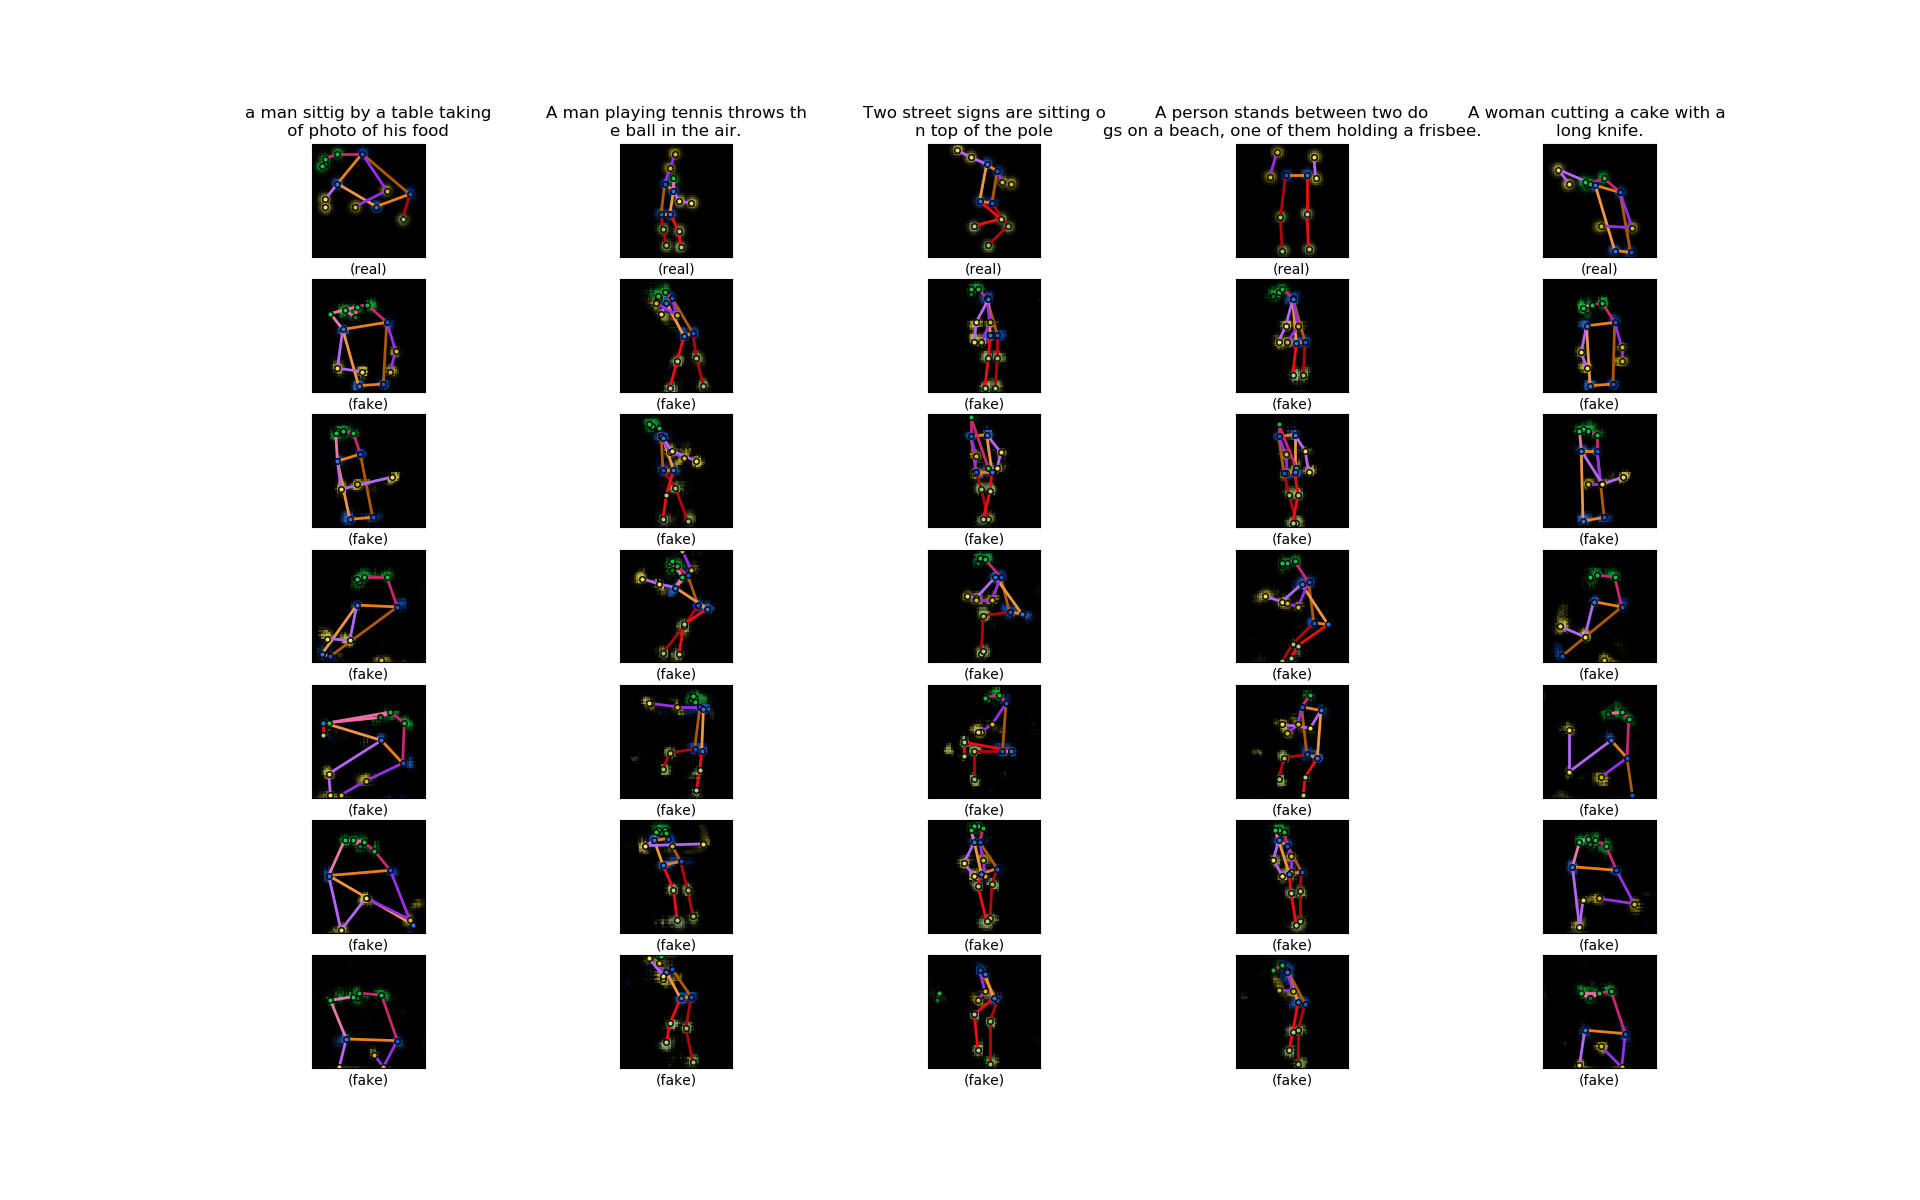 a man sittig by a table taking
of photo of his food
A man playing tennis throws th
e ball in the air.
Two street signs are sitting o
n top of the pole
A person stands between two do
gs on a beach, one of them holding a frisbee.
A woman cutting a cake with a
long knife.
(real) (real) (real) (real) (real)
(fake) (fake) (fake) (fake) (fake)
(fake) (fake) (fake) (fake) (fake)
(fake) (fake) (fake) (fake) (fake)
(fake) (fake) (fake) (fake) (fake)
(fake) (fake) (fake) (fake) (fake)
(fake) (fake) (fake) (fake) (fake)